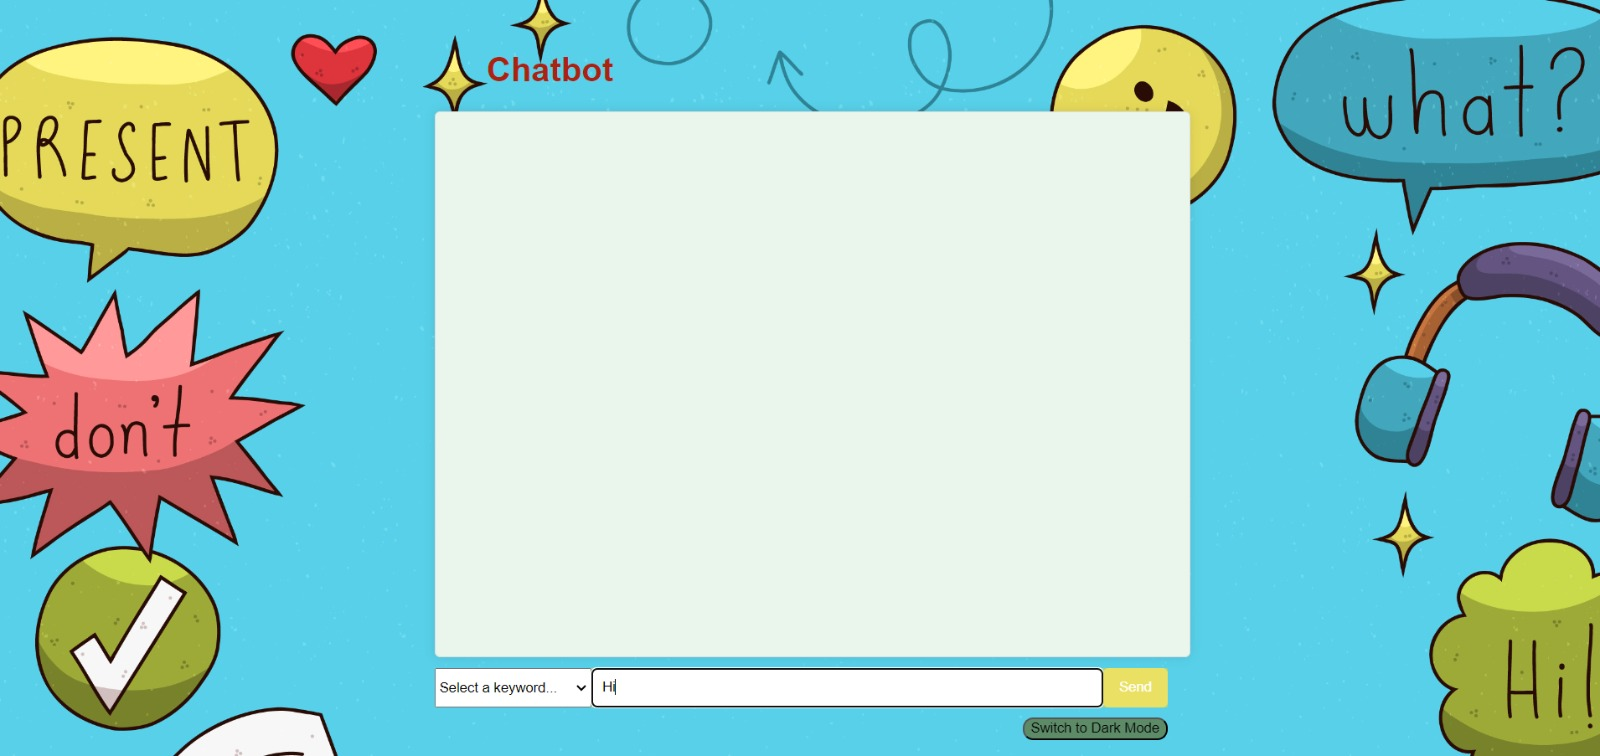 Chatbot
PRESENT
what?
don't
Select a keyword...
Hi
Send
Switch to Dark Mode
Hi!